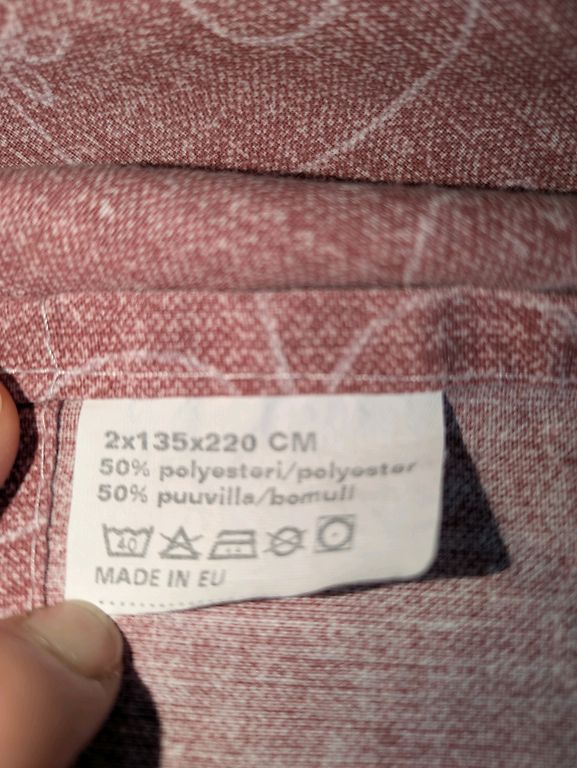 2x135x220 CM
50% polyesteri/polyester
50% puuvilla/bomull
40
MADE IN EU